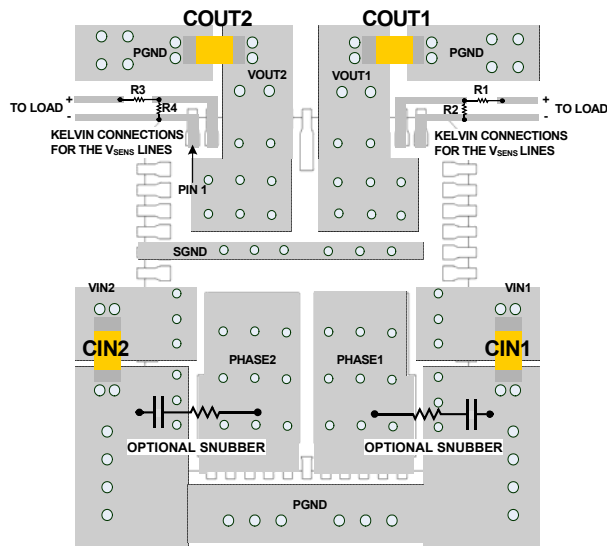 COUT2
COUT1
PGND
PGND
VOUT2
VOUT1
R3
R1
+
+
TO LOAD
R4
R2
TO LOAD
-
-
KELVIN CONNECTIONS
FOR THE VSENS LINES
KELVIN CONNECTIONS
FOR THE VSENS LINES
PIN 1
SGND
VIN2
VIN1
CIN2
CIN1
PHASE2
PHASE1
OPTIONAL SNUBBER
OPTIONAL SNUBBER
PGND